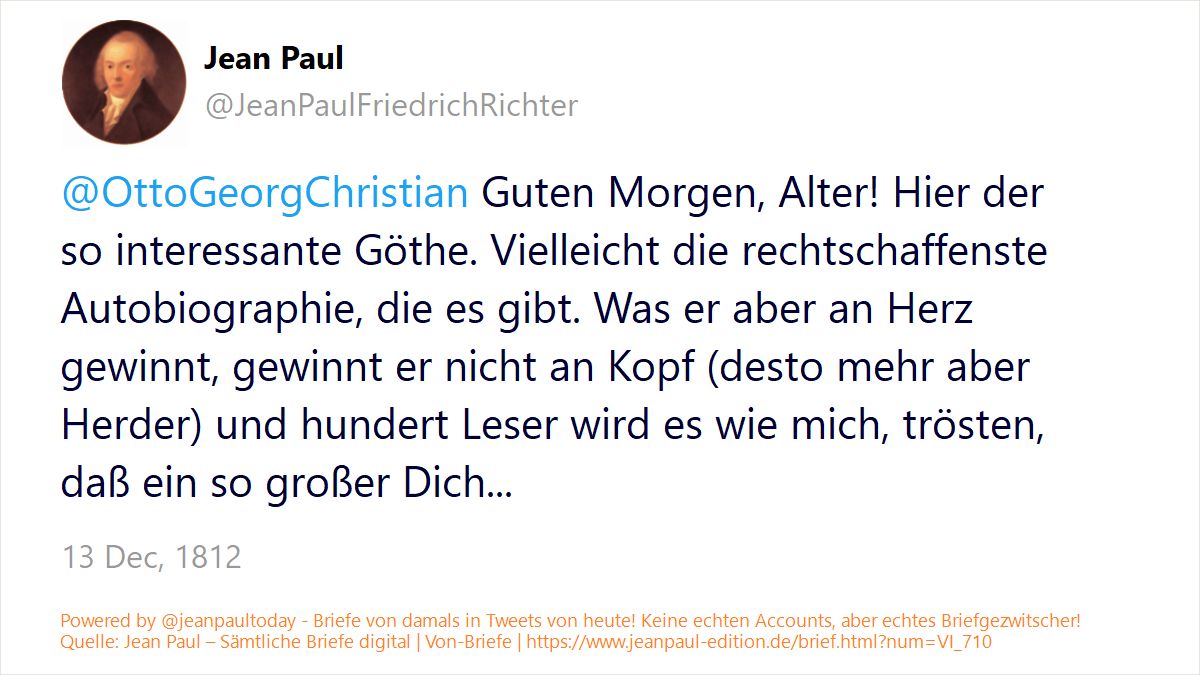 Jean Paul
@JeanPaulFriedrichRichter
@OttoGeorgChristian Guten Morgen, Alter! Hier der
so interessante Göthe. Vielleicht die rechtschaffenste
Autobiographie, die es gibt. Was er aber an Herz
gewinnt, gewinnt er nicht an Kopf (desto mehr aber
Herder) und hundert Leser wird es wie mich, trösten,
daß ein so großer Dich...
13 Dec, 1812
Powered by @jeanpaultoday - Briefe von damals in Tweets von heute! Keine echten Accounts, aber echtes Briefgezwitscher!
Quelle: Jean Paul – Sämtliche Briefe digital | Von-Briefe | https://www.jeanpaul-edition.de/brief.html?num=VI_710